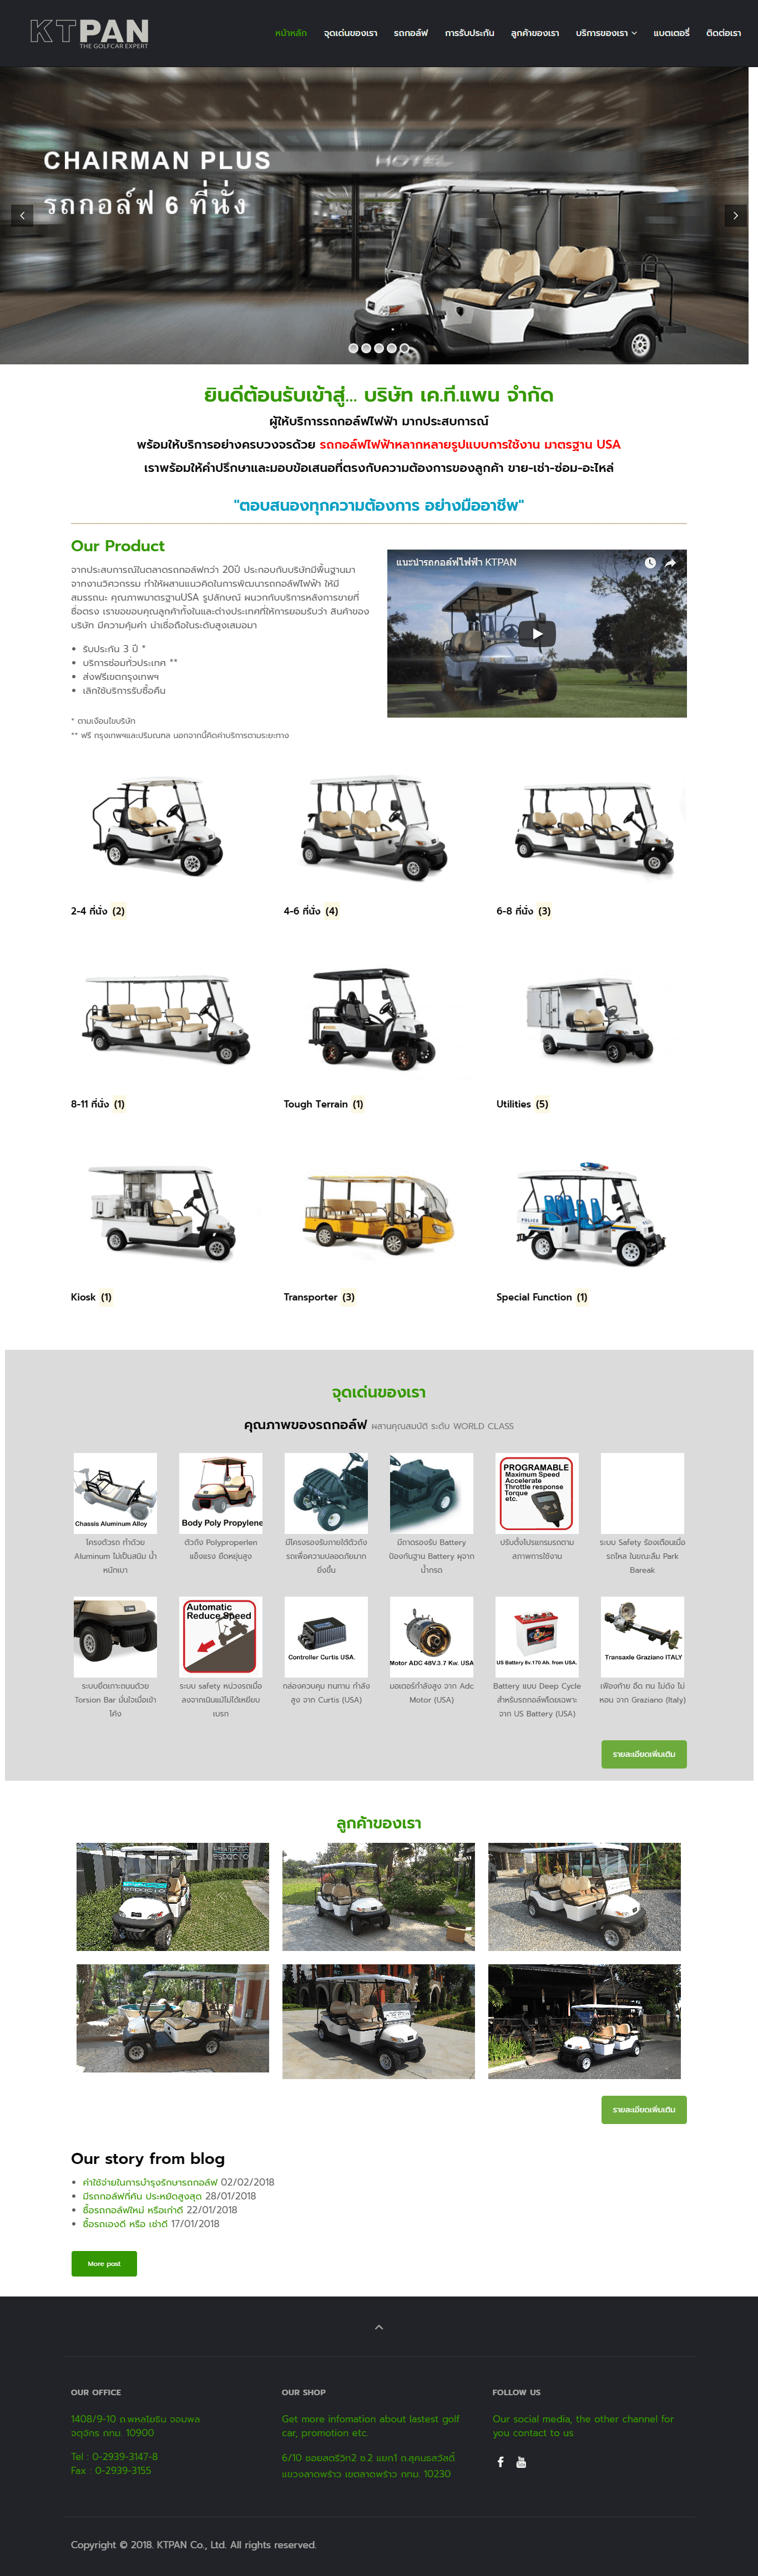 KTPAN
THE GOLFCAR EXPERT
หน้าหลัก
จุดเด่นของเรา
รถกอล์ฟ
การรับประกัน
ลูกค้าของเรา
บริการของเรา
แบตเตอรี่
ติดต่อเรา
HOTEL
CHAIRMAN PLUS
รถกอล์ฟ 6 ที่นั่ง
ยินดีต้อนรับเข้าสู่... บริษัท เค.ที.แพน จำกัด
ผู้ให้บริการรถกอล์ฟไฟฟ้า มากประสบการณ์
พร้อมให้บริการอย่างครบวงจรด้วย รถกอล์ฟไฟฟ้าหลากหลายรูปแบบการใช้งาน มาตรฐาน USA
เราพร้อมให้คำปรึกษาและมอบข้อเสนอที่ตรงกับความต้องการของลูกค้า ขาย-เช่า-ซ่อม-อะไหล่
"ตอบสนองทุกความต้องการ อย่างมืออาชีพ"
Our Product
จากประสบการณ์ในตลาดรถกอล์ฟกว่า 20ปี ประกอบกับบริษัทมีพื้นฐานมา
จากงานวิศวกรรม ทำให้ผสานแนวคิดในการพัฒนารถกอล์ฟไฟฟ้า ให้มี
สมรรถนะ คุณภาพมาตรฐานUSA รูปลักษณ์ ผนวกกับบริการหลังการขายที่
ซื่อตรง เราขอขอบคุณลูกค้าทั้งในและต่างประเทศที่ให้การยอมรับว่า สินค้าของ
บริษัท มีความคุ้มค่า น่าเชื่อถือในระดับสูงเสมอมา
รับประกัน 3 ปี *
บริการซ่อมทั่วประเทศ **
ส่งฟรีเขตกรุงเทพฯ
เลิกใช้บริการรับซื้อคืน
* ตามเงื่อนไขบริษัท
** ฟรี กรุงเทพฯและปริมณฑล นอกจากนี้คิดค่าบริการตามระยะทาง
แนะนำรถกอล์ฟไฟฟ้า KTPAN
2-4 ที่นั่ง (2)
4-6 ที่นั่ง (4)
6-8 ที่นั่ง (3)
8-11 ที่นั่ง (1)
Tough Terrain (1)
Utilities (5)
POLICE
Kiosk (1)
Transporter (3)
Special Function (1)
จุดเด่นของเรา
คุณภาพของรถกอล์ฟ ผสานคุณสมบัติ ระดับ WORLD CLASS
Chassis Aluminum Alloy
โครงตัวรถ ทำด้วย
Aluminum ไม่เป็นสนิม น้ำ
หนักเบา
Body Poly Propylene
ตัวถัง Polyproperlen
แข็งแรง ยืดหยุ่นสูง
มีโครงรองรับภายใต้ตัวถัง
รถเพื่อความปลอดภัยมาก
ยิ่งขึ้น
มีถาดรองรับ Battery
ป้องกันฐาน Battery ผุจาก
น้ำกรด
PROGRAMABLE
Maximum Speed
Accelerate
Throttle response
Torque
etc.
ปรับตั้งโปรแกรมรถตาม
สภาพการใช้งาน
ระบบ Safety ร้องเตือนเมื่อ
รถไหล ในขณะลืม Park
Bareak
ระบบยึดเกาะถนนด้วย
Torsion Bar มั่นใจเมื่อเข้า
โค้ง
Automatic
Reduce Speed
ระบบ safety หน่วงรถเมื่อ
ลงจากเนินแม้ไม่ได้เหยียบ
เบรก
Controller Curtis USA.
กล่องควบคุม ทนทาน กำลัง
สูง จาก Curtis (USA)
Motor ADC 48V.3.7 Kw. USA
มอเตอร์กำลังสูง จาก Adc
Motor (USA)
US Battery 8v.170 Ah. from USA.
Battery แบบ Deep Cycle
สำหรับรถกอล์ฟโดยเฉพาะ
จาก US Battery (USA)
Transaxle Graziano ITALY
เฟืองท้าย อึด ทน ไม่ดัง ไม่
หอน จาก Graziano (Italy)
รายละเอียดเพิ่มเติม
ลูกค้าของเรา
รายละเอียดเพิ่มเติม
Our story from blog
ค่าใช้จ่ายในการบำรุงรักษารถกอล์ฟ 02/02/2018
มีรถกอล์ฟกี่คัน ประหยัดสูงสุด 28/01/2018
ซื้อรถกอล์ฟใหม่ หรือเก่าดี 22/01/2018
ซื้อรถเองดี หรือ เช่าดี 17/01/2018
More post
OUR OFFICE
1408/9-10 ถ.พหลโยธิน จอมพล
จตุจักร กทม. 10900
Tel : 0-2939-3147-8
Fax : 0-2939-3155
OUR SHOP
Get more infomation about lastest golf
car, promotion etc.
6/10 ซอยสตรีวิท2 ซ.2 แยก1 ถ.สุคนธสวัสดิ์
แขวงลาดพร้าว เขตลาดพร้าว กทม. 10230
FOLLOW US
Our social media, the other channel for
you contact to us
Copyright © 2018. KTPAN Co., Ltd. All rights reserved.